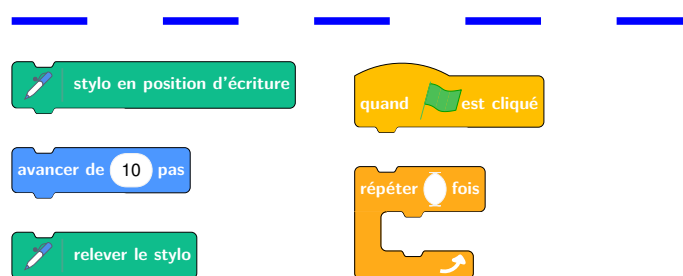 stylo en position d'écriture
quand est cliqué
avancer de 10 pas
répéter fois
relever le stylo